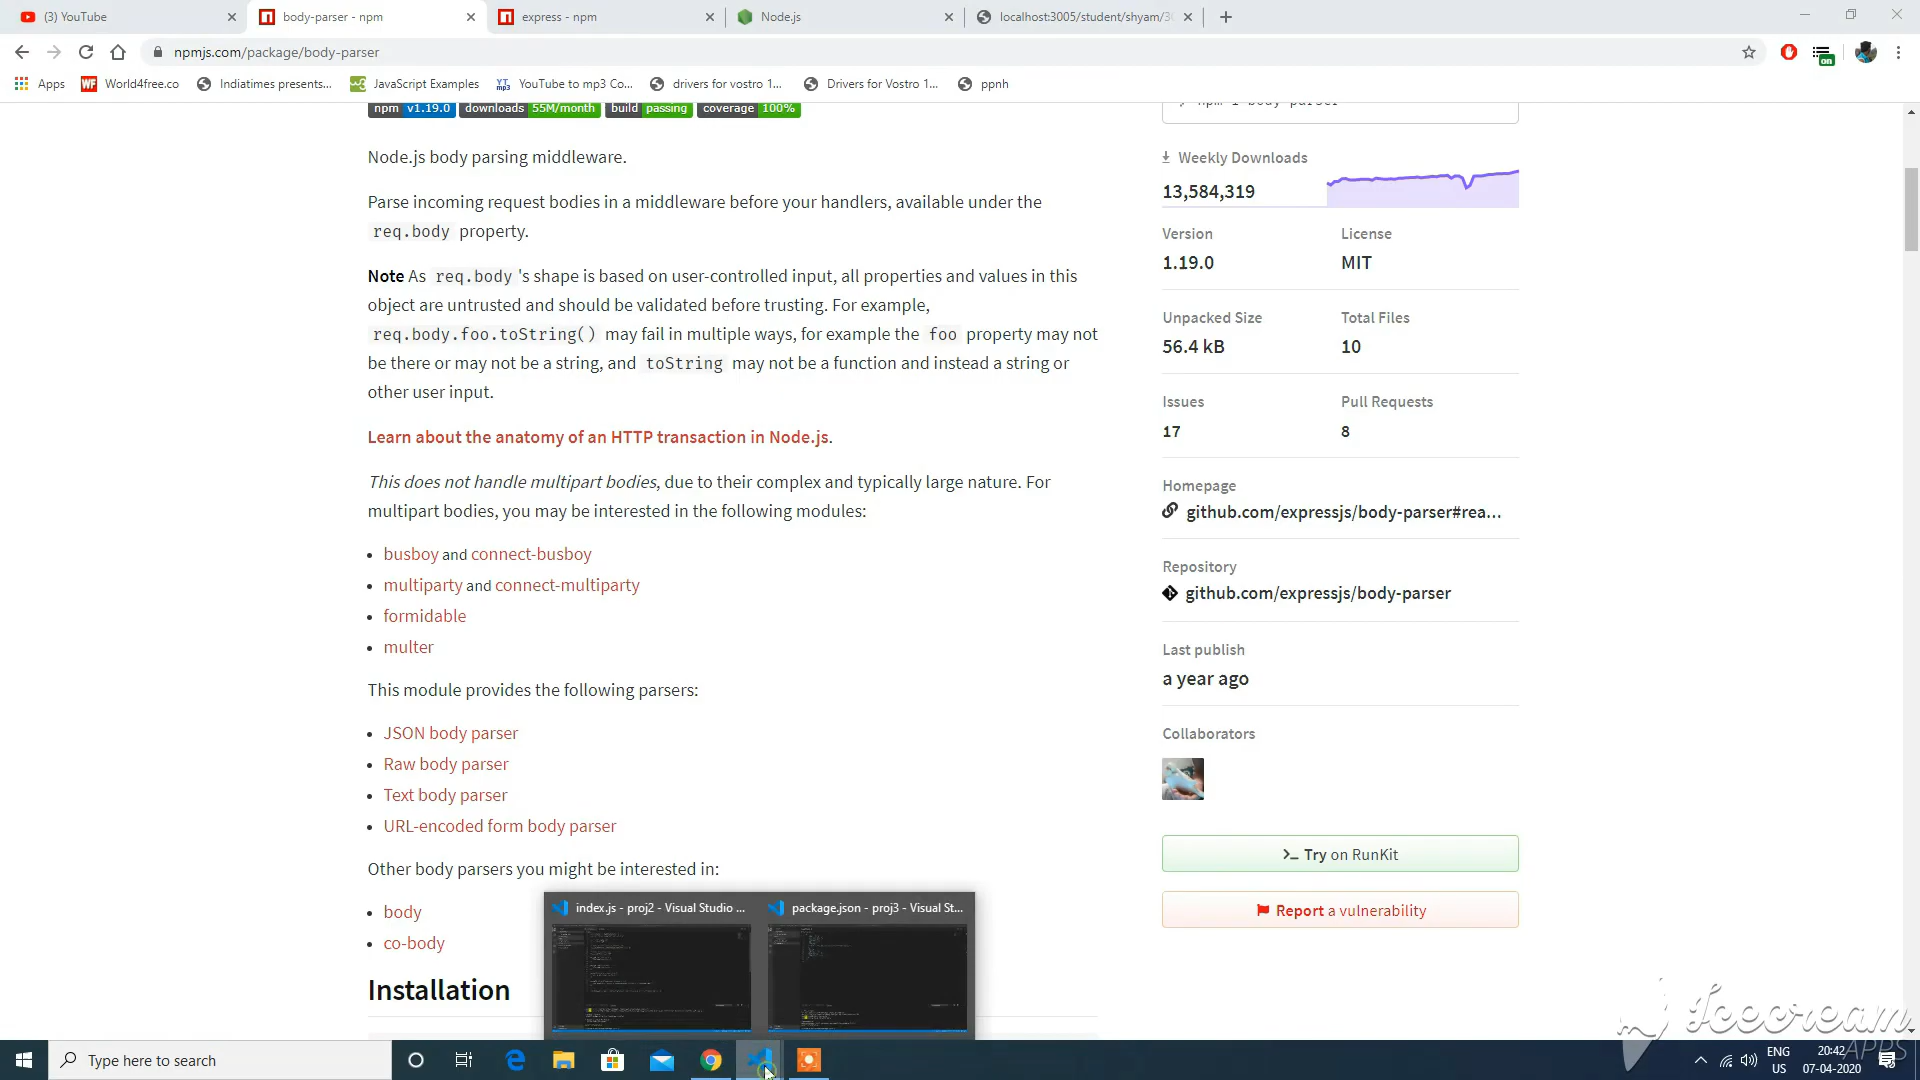 (3) YouTube
body-parser - npm
express - npm
Node.js
localhost:3005/student/shyam/
npmjs.com/package/body-parser
on
Apps
World4free.co
Indiatimes presents...
JavaScript Examples
YouTube to mp3 Co...
drivers for vostro 1...
Drivers for Vostro 1...
ppnh
npm v1.19.0
downloads 55M/month
build passing
coverage 100%
Node.js body parsing middleware.
Parse incoming request bodies in a middleware before your handlers, available under the
req.body property.
Note As req.body 's shape is based on user-controlled input, all properties and values in this
object are untrusted and should be validated before trusting. For example,
req.body.foo.toString() may fail in multiple ways, for example the foo property may not
be there or may not be a string, and toString may not be a function and instead a string or
other user input.
Learn about the anatomy of an HTTP transaction in Node.js.
This does not handle multipart bodies, due to their complex and typically large nature. For
multipart bodies, you may be interested in the following modules:
busboy and connect-busboy
multiparty and connect-multiparty
formidable
multer
This module provides the following parsers:
JSON body parser
Raw body parser
Text body parser
URL-encoded form body parser
Other body parsers you might be interested in:
body
co-body
Installation
Weekly Downloads
13,584,319
Version
License
1.19.0
MIT
Unpacked Size
Total Files
56.4 kB
10
Issues
Pull Requests
17
8
Homepage
github.com/expressjs/body-parser#rea...
Repository
github.com/expressjs/body-parser
Last publish
a year ago
Collaborators
>_ Try on RunKit
Report a vulnerability
index.js - proj2 - Visual Studio ...
package.json - proj3 - Visual St...
Icecream
APPS
Type here to search
ENG
US
20:42
07-04-2020